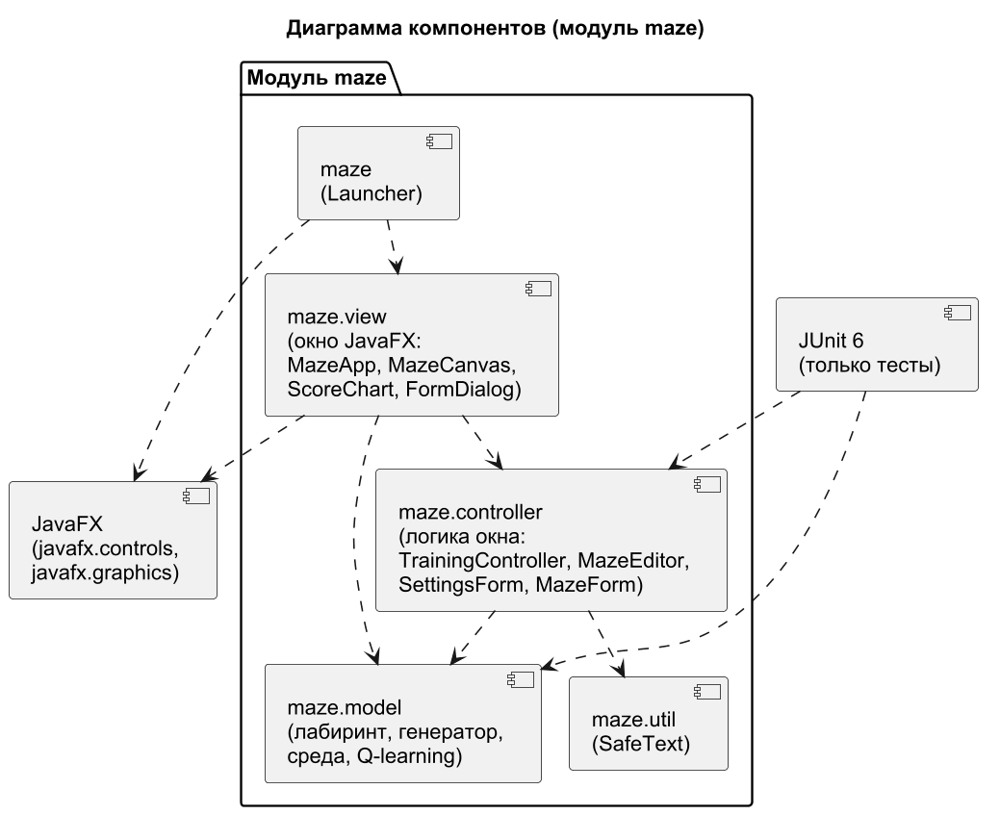 Диаграмма компонентов (модуль maze)
Модуль maze
maze
(Launcher)
maze.view
(окно JavaFX:
MazeApp, MazeCanvas,
ScoreChart, FormDialog)
JUnit 6
(только тесты)
JavaFX
(javafx.controls,
javafx.graphics)
maze.controller
(логика окна:
TrainingController, MazeEditor,
SettingsForm, MazeForm)
maze.model
(лабиринт, генератор,
среда, Q-learning)
maze.util
(SafeText)